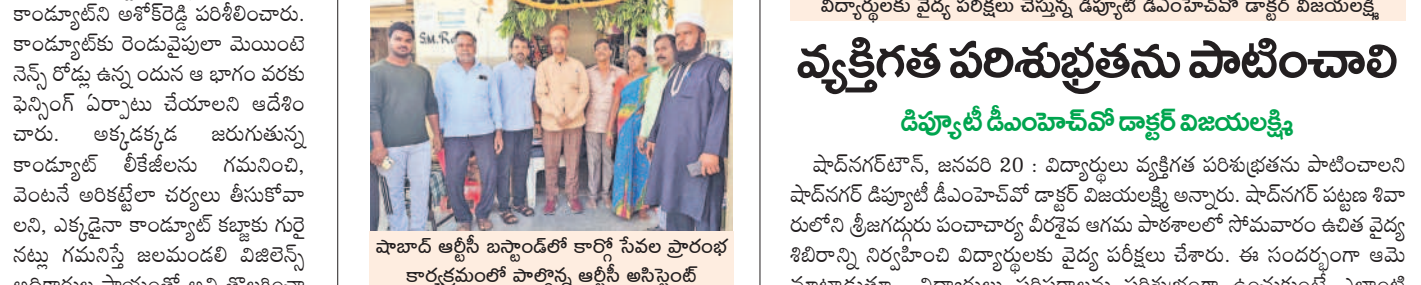 కాండ్యూట్‌ని అశోక్‌రెడ్డి పరిశీలించారు.
కాండ్యూట్‌కు రెండువైపులా మెయింటె
నెన్స్ రోడ్లు ఉన్న ందున ఆ భాగం వరకు
ఫెన్సింగ్ ఏర్పాటు చేయాలని ఆదేశిం
చారు. అక్కడక్కడ జరుగుతున్న
కాండ్యూట్ లీకేజీలను గమనించి,
వెంటనే అరికట్టేలా చర్యలు తీసుకోవా
లని, ఎక్కడైనా కాండ్యూట్ కబ్జాకు గురై
నట్లు గమనిస్తే జలమండలి విజిలెన్స్
S.M.R
షాబాద్ ఆర్టీసీ బస్టాండ్‌లో కార్గో సేవల ప్రారంభ
కార్యక్రమంలో పాల్గొన్న ఆర్టీసీ అసిస్టెంట్
విద్యార్థులకు వైద్య పరీక్షలు చేస్తున్న డిప్యూటీ డీఎంహెచ్‌వో డాక్టర్ విజయలక్ష్మి
వ్యక్తిగత పరిశుభ్రతను పాటించాలి
డిప్యూటీ డీఎంహెచ్‌వో డాక్టర్ విజయలక్ష్మి
షాద్‌నగర్‌టౌన్, జనవరి 20 : విద్యార్థులు వ్యక్తిగత పరిశుభ్రతను పాటించాలని
షాద్‌నగర్ డిప్యూటీ డీఎంహెచ్‌వో డాక్టర్ విజయలక్ష్మి అన్నారు. షాద్‌నగర్ పట్టణ శివా
రులోని శ్రీజగద్గురు పంచాచార్య వీరశైవ ఆగమ పాఠశాలలో సోమవారం ఉచిత వైద్య
శిబిరాన్ని నిర్వహించి విద్యార్థులకు వైద్య పరీక్షలు చేశారు. ఈ సందర్భంగా ఆమె